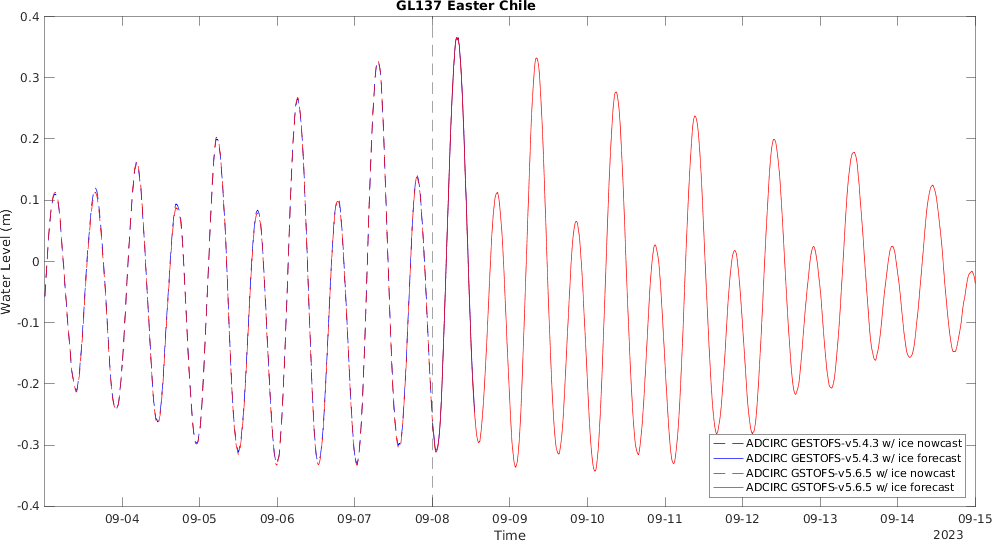 GL137 Easter Chile
0.4
0.3
0.2
0.1
0
-0.1
-0.2
-0.3
-0.4
Water Level (m)
ADCIRC GESTOFS-v5.4.3 w/ ice nowcast
ADCIRC GESTOFS-v5.4.3 w/ ice forecast
ADCIRC GSTOFS-v5.6.5 w/ ice nowcast
ADCIRC GSTOFS-v5.6.5 w/ ice forecast
09-04 09-05 09-06 09-07 09-08 09-09 09-10 09-11 09-12 09-13 09-14 09-15
Time
2023